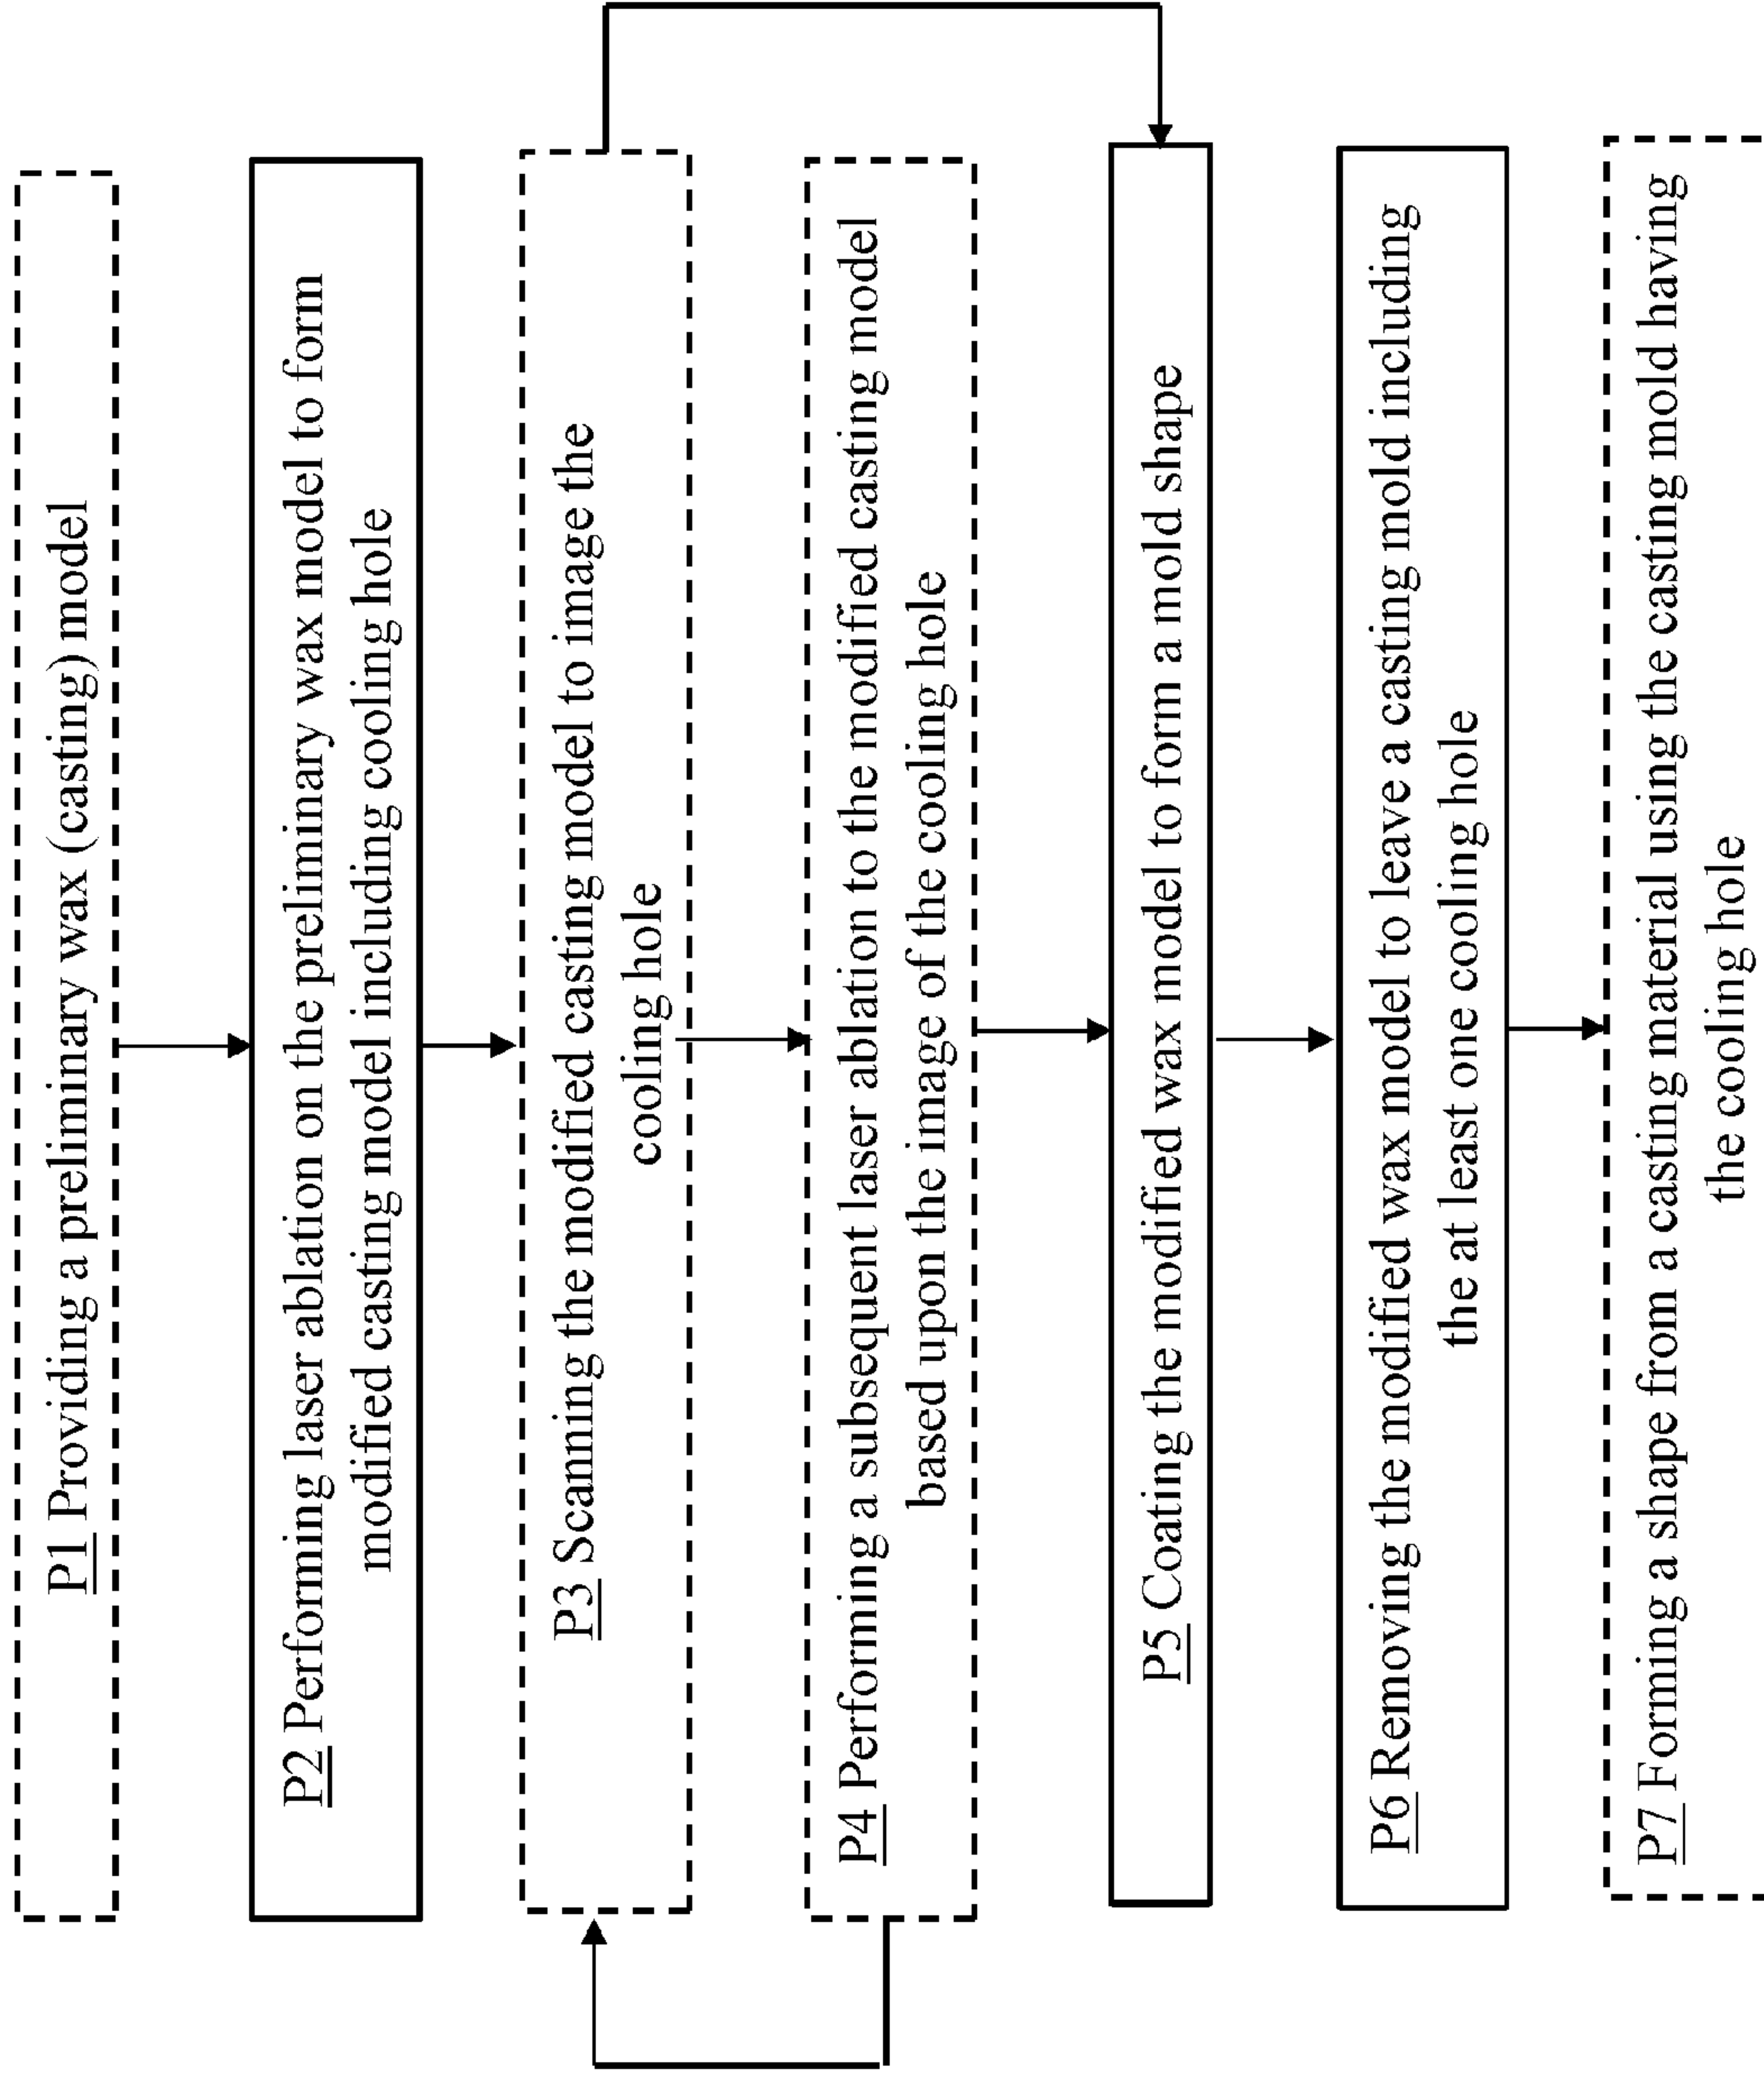 P1 Providing a preliminary wax (casting) model
P2 Performing laser ablation on the preliminary wax model to form
modified casting model including cooling hole
P3 Scanning the modified casting model to image the
cooling hole
P4 Performing a subsequent laser ablation to the modified casting model
based upon the image of the cooling hole
P5 Coating the modified wax model to form a mold shape
P6 Removing the modified wax model to leave a casting mold including
the at least one cooling hole
P7 Forming a shape from a casting material using the casting mold having
the cooling hole